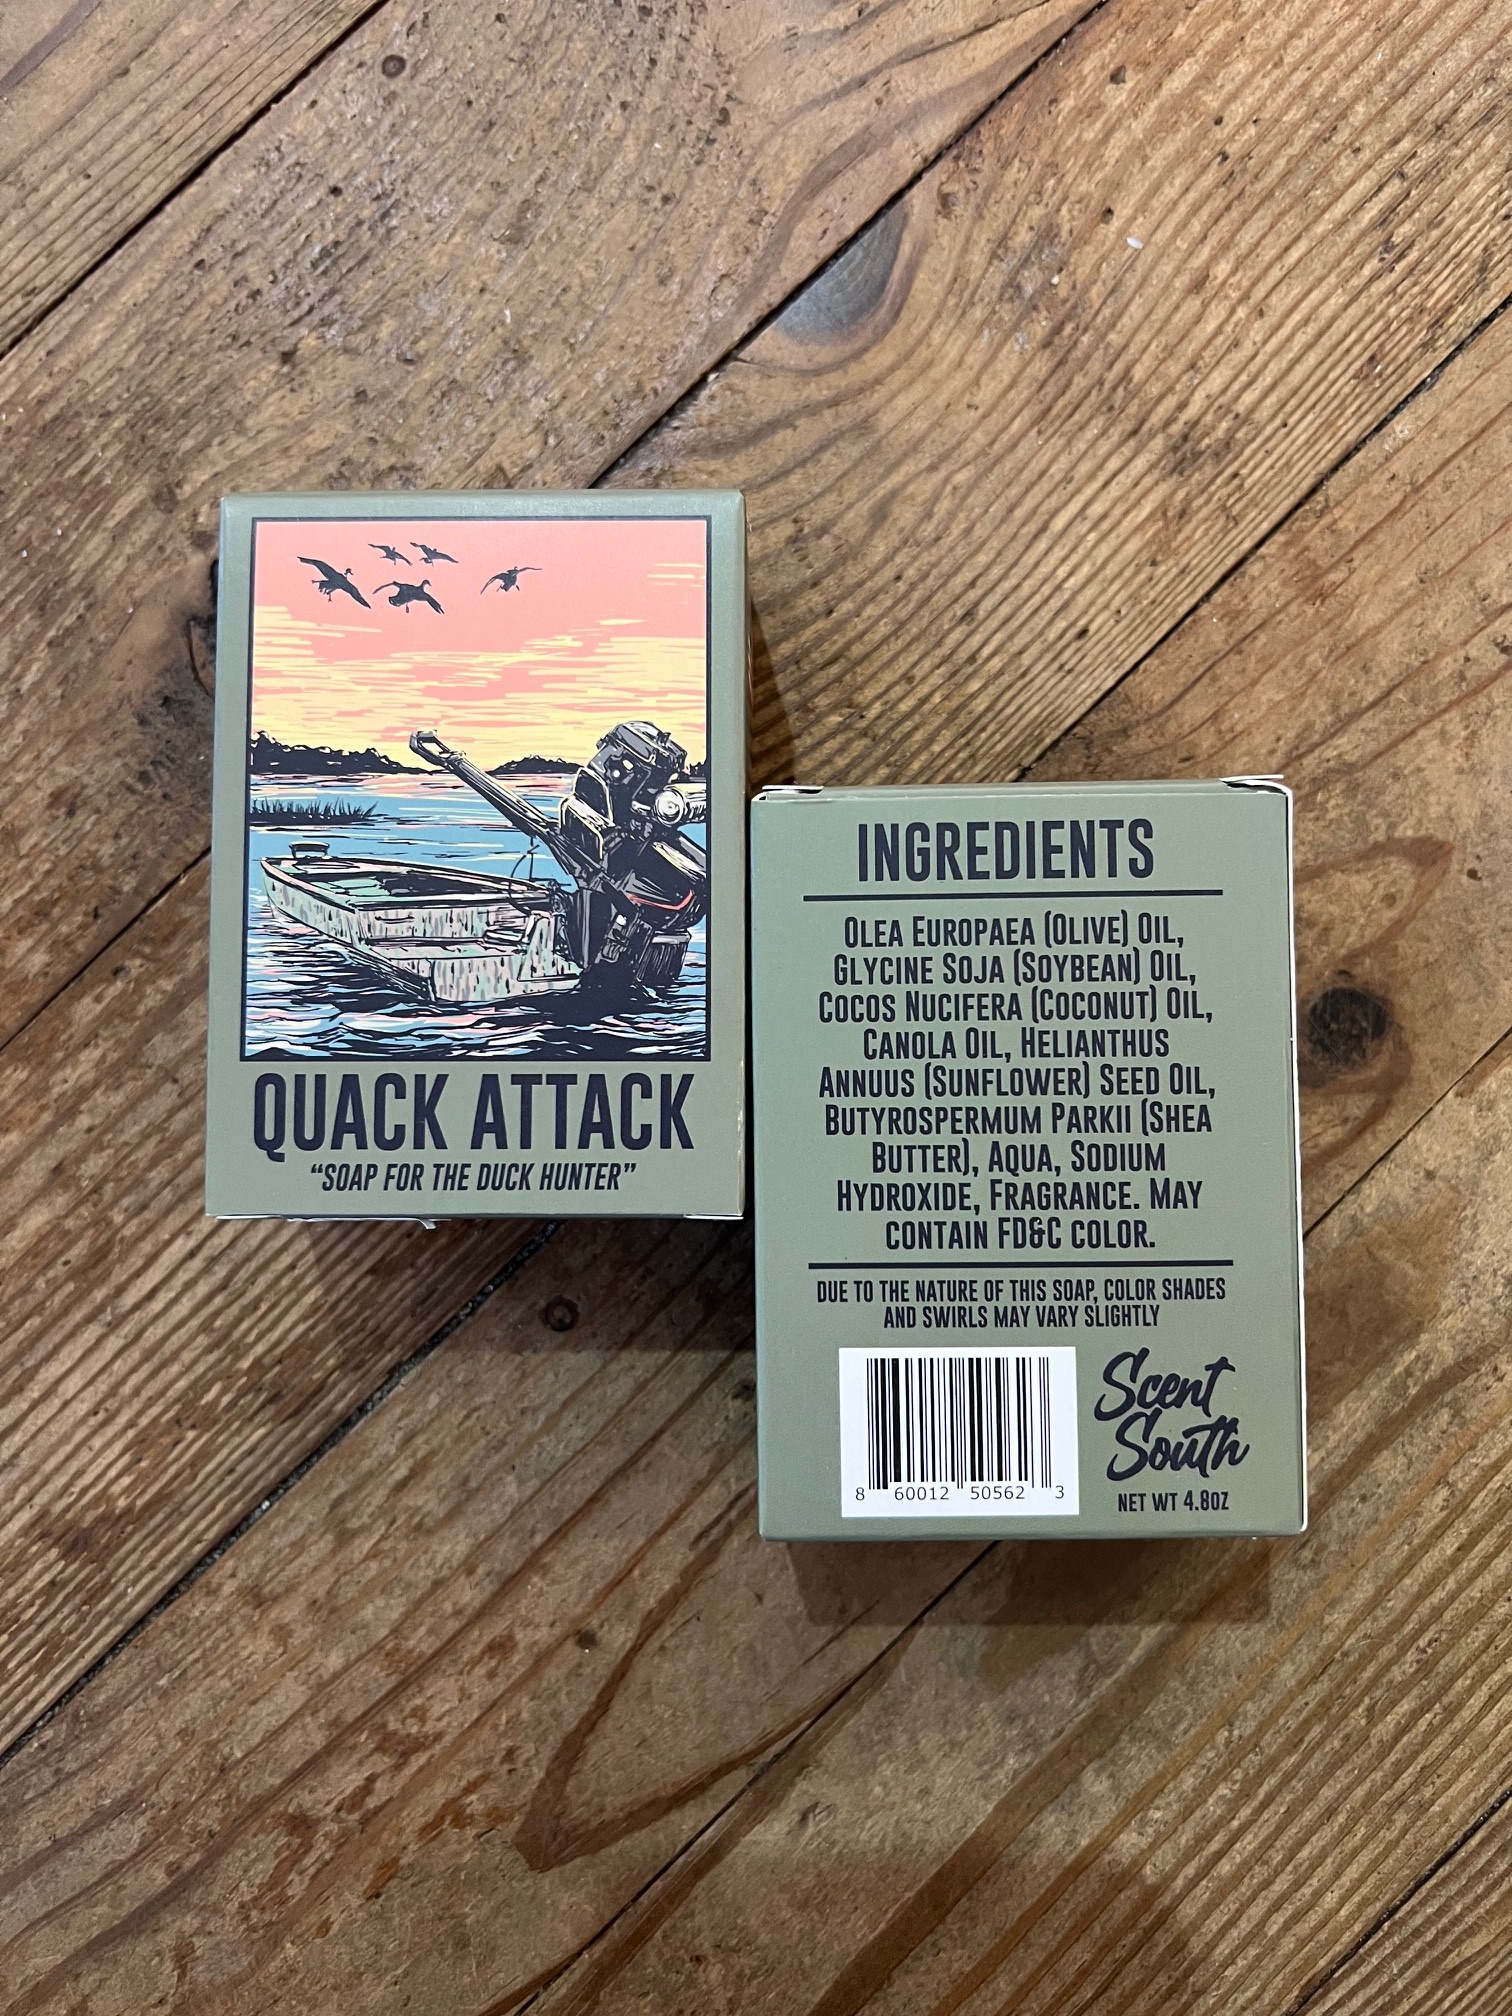 QUACK ATTACK
“SOAP FOR THE DUCK HUNTER”
INGREDIENTS
OLEA EUROPAEA (OLIVE) OIL,
GLYCINE SOJA (SOYBEAN) OIL,
COCOS NUCIFERA (COCONUT) OIL,
CANOLA OIL, HELIANTHUS
ANNUUS (SUNFLOWER) SEED OIL,
BUTYROSPERMUM PARKII (SHEA
BUTTER), AQUA, SODIUM
HYDROXIDE, FRAGRANCE. MAY
CONTAIN FD&C COLOR.
DUE TO THE NATURE OF THIS SOAP, COLOR SHADES
AND SWIRLS MAY VARY SLIGHTLY
8 60012 50562 3
Scent
South
NET WT 4.8OZ